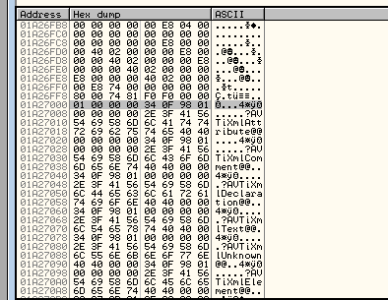 Address Hex dump ASCII
01A26FB8 00 00 00 00 00 E8 04 00
01A26FC0 00 00 00 00 00 00 00 00 ........
01A26FC8 00 00 00 00 00 00 E8 00
01A26FD0 00 40 02 00 00 00 E8 00
01A26FD8 00 00 40 02 00 00 00 E8
01A26FE0 00 00 00 40 02 00 00 00
01A26FE8 E8 00 00 00 40 02 00 00
01A26FF0 00 E8 74 00 00 00 00 00
01A26FF8 80 00 74 81 F0 F0 00 00
01A27000 01 00 00 00 34 0F 98 01
01A27008 00 00 00 00 2E 3F 41 56 .....?AV
01A27010 54 69 58 6D 6C 41 74 74 TiXmlAtt
01A27018 72 69 62 75 74 65 40 40 ribute@@
01A27020 00 00 00 00 34 0F 98 01
01A27028 00 00 00 00 2E 3F 41 56 .....?AV
01A27030 54 69 58 6D 6C 43 6F 6D TiXmlCom
01A27038 6D 65 6E 74 40 40 00 00 ment@@..
01A27040 34 0F 98 01 00 00 00 00
01A27048 2E 3F 41 56 54 69 58 6D .?AVTiXm
01A27050 6C 44 65 63 6C 61 72 61 lDeclara
01A27058 74 69 6F 6E 40 40 00 00 tion@@..
01A27060 34 0F 98 01 00 00 00 00
01A27068 2E 3F 41 56 54 69 58 6D .?AVTiXm
01A27070 6C 54 65 78 74 40 40 00 lText@@.
01A27078 34 0F 98 01 00 00 00 00
01A27080 2E 3F 41 56 54 69 58 6D .?AVTiXm
01A27088 6C 55 6E 6B 6E 6F 77 6E lUnknown
01A27090 40 40 00 00 34 0F 98 01
01A27098 00 00 00 00 2E 3F 41 56 .....?AV
01A270A0 54 69 58 6D 6C 45 6C 65 TiXmlEle
01A270A8 6D 65 6E 74 40 40 00 00 ment@@..